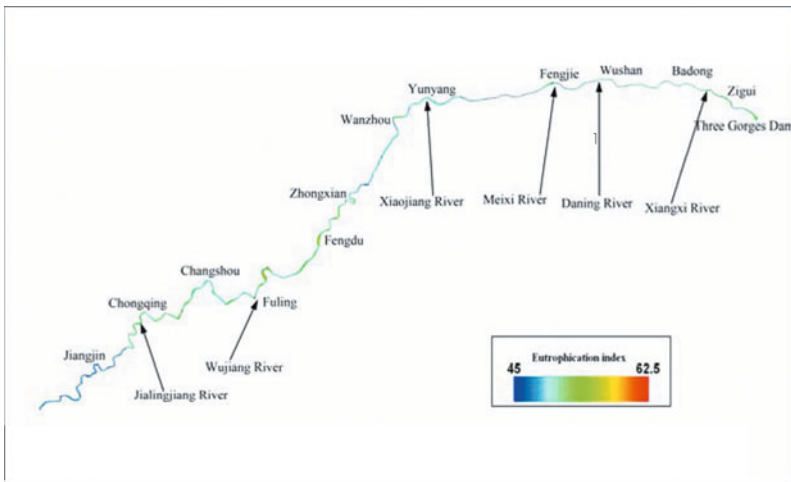 Fengjie
Wushan
Badong
Zigui
Three Gorges Dam
Yunyang
Wanzhou
Zhongxian
Xiaojiang River
Meixi River
Daning River
Xiangxi River
Fengdu
Changshou
Chongqing
Fuling
Jiangjin
Wujiang River
Jialingjiang River
Eutrophication index
45
62.5